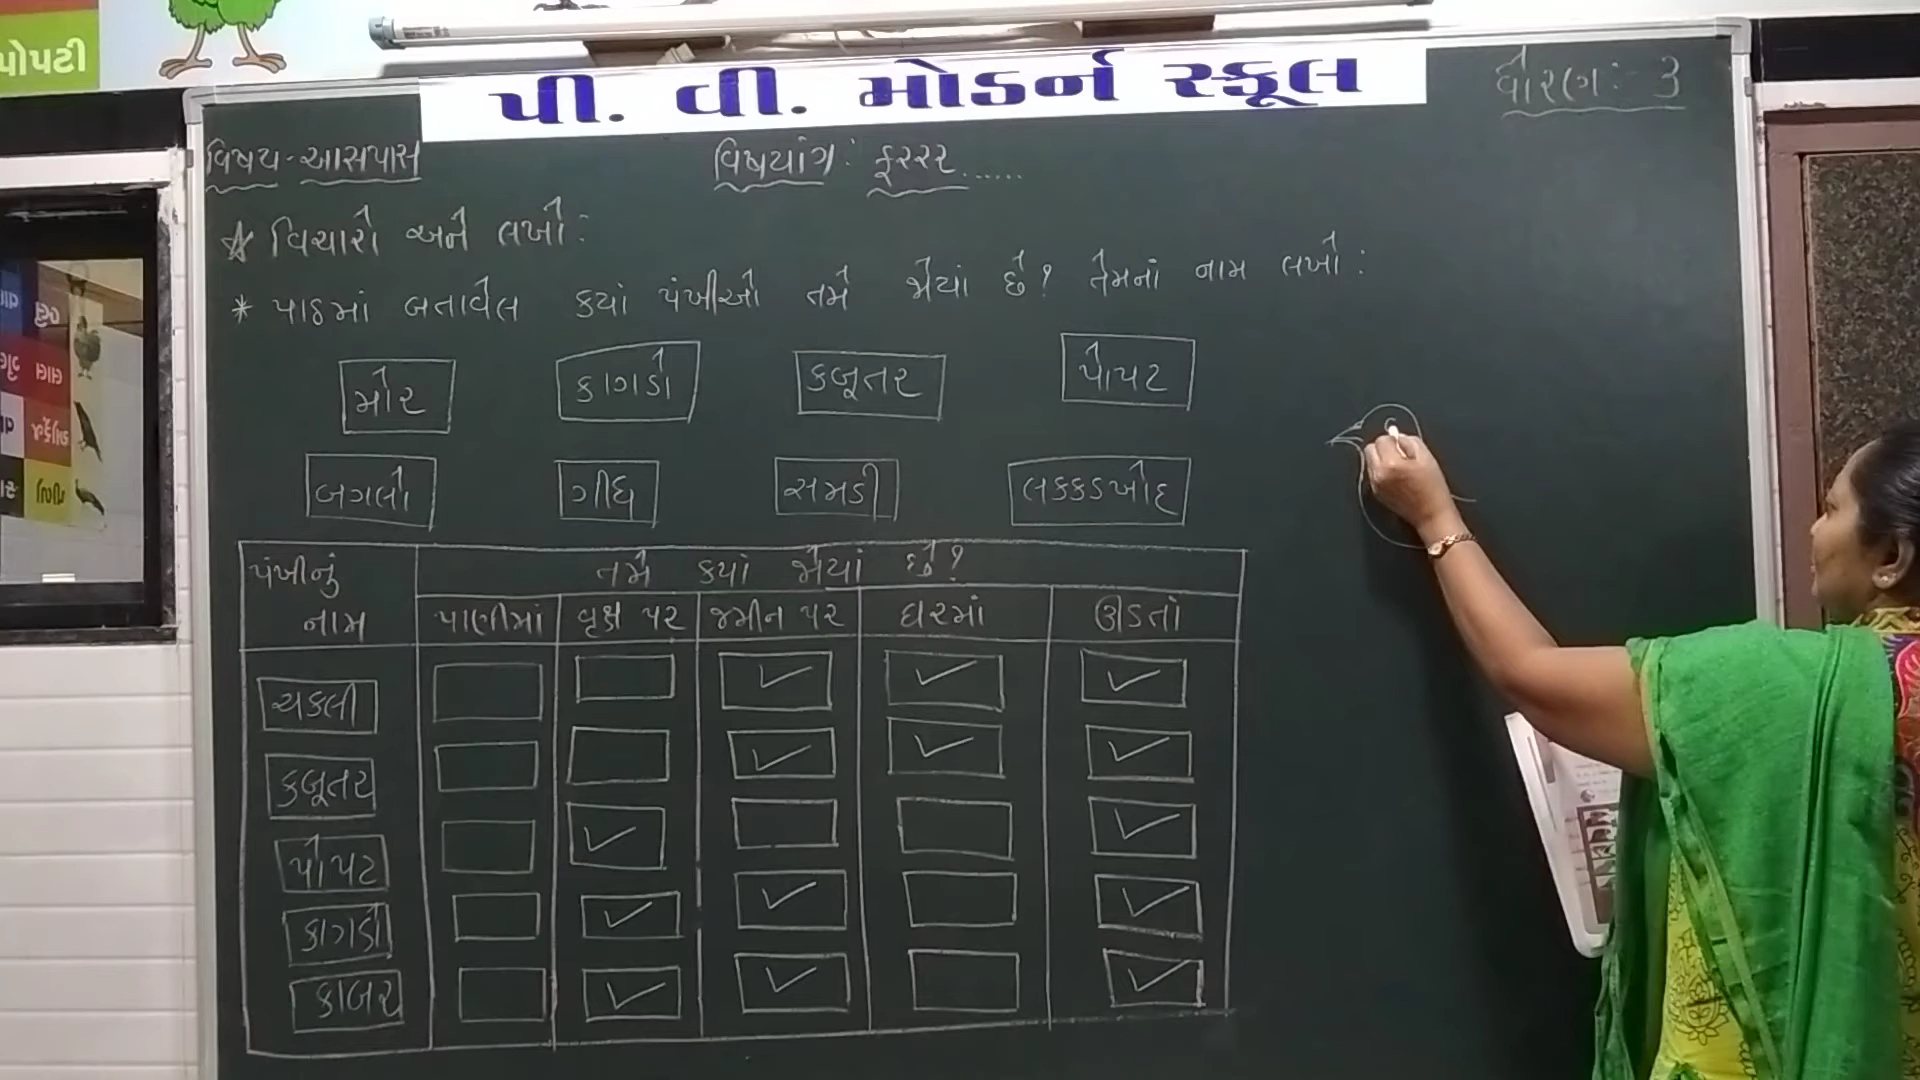 પોપટી
પી. વી. મોડર્ન સ્કૂલ
ધોરણ:- 3
વિષય-આસપાસ
વિષયાંગ: ફરરર......
વિચારો અને લખો:
* પાઠમાં બતાવેલ કયાં પંખીઓ તમે જોયાં છે? તેમનાં નામ લખો:
મોર કાગડો કબૂતર પોપટ
બગલો ગીધ સમડી લક્કડખોદ
પંખીનું નામ તમે કયાં જોયાં છે?
પાણીમાં વૃક્ષ પર જમીન પર ઘરમાં ઊડતાં
ચકલી ✓ ✓ ✓
કબૂતર ✓ ✓ ✓
પોપટ ✓ ✓
કાગડો ✓ ✓ ✓
કાબર ✓ ✓ ✓